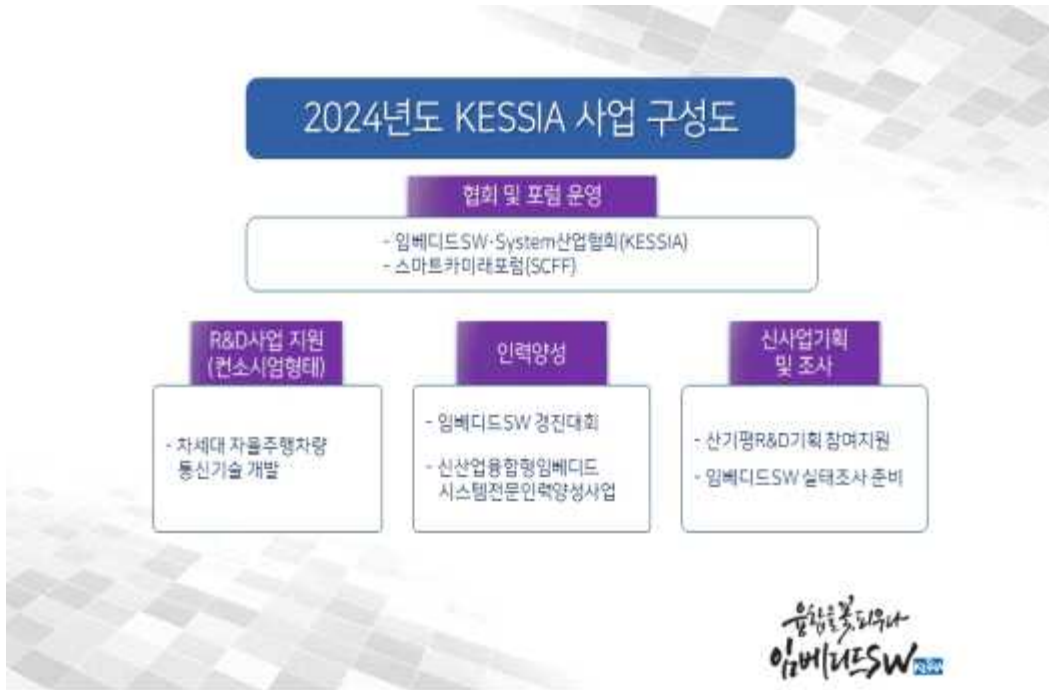 2024년도 KESSIA 사업 구성도
협회 및 포럼 운영
- 임베디드SW·System산업협회(KESSIA)
- 스마트카미래포럼(SCFF)
R&D사업 지원
(컨소시엄형태)
- 차세대 자율주행차량
통신기술 개발
인력양성
- 임베디드SW 경진대회
- 신산업융합형임베디드
시스템전문인력양성사업
신사업기획
및 조사
- 산기평R&D기획 참여지원
- 임베디드SW 실태조사 준비
융합을 꽃피우다
임베디드SW KESSIA